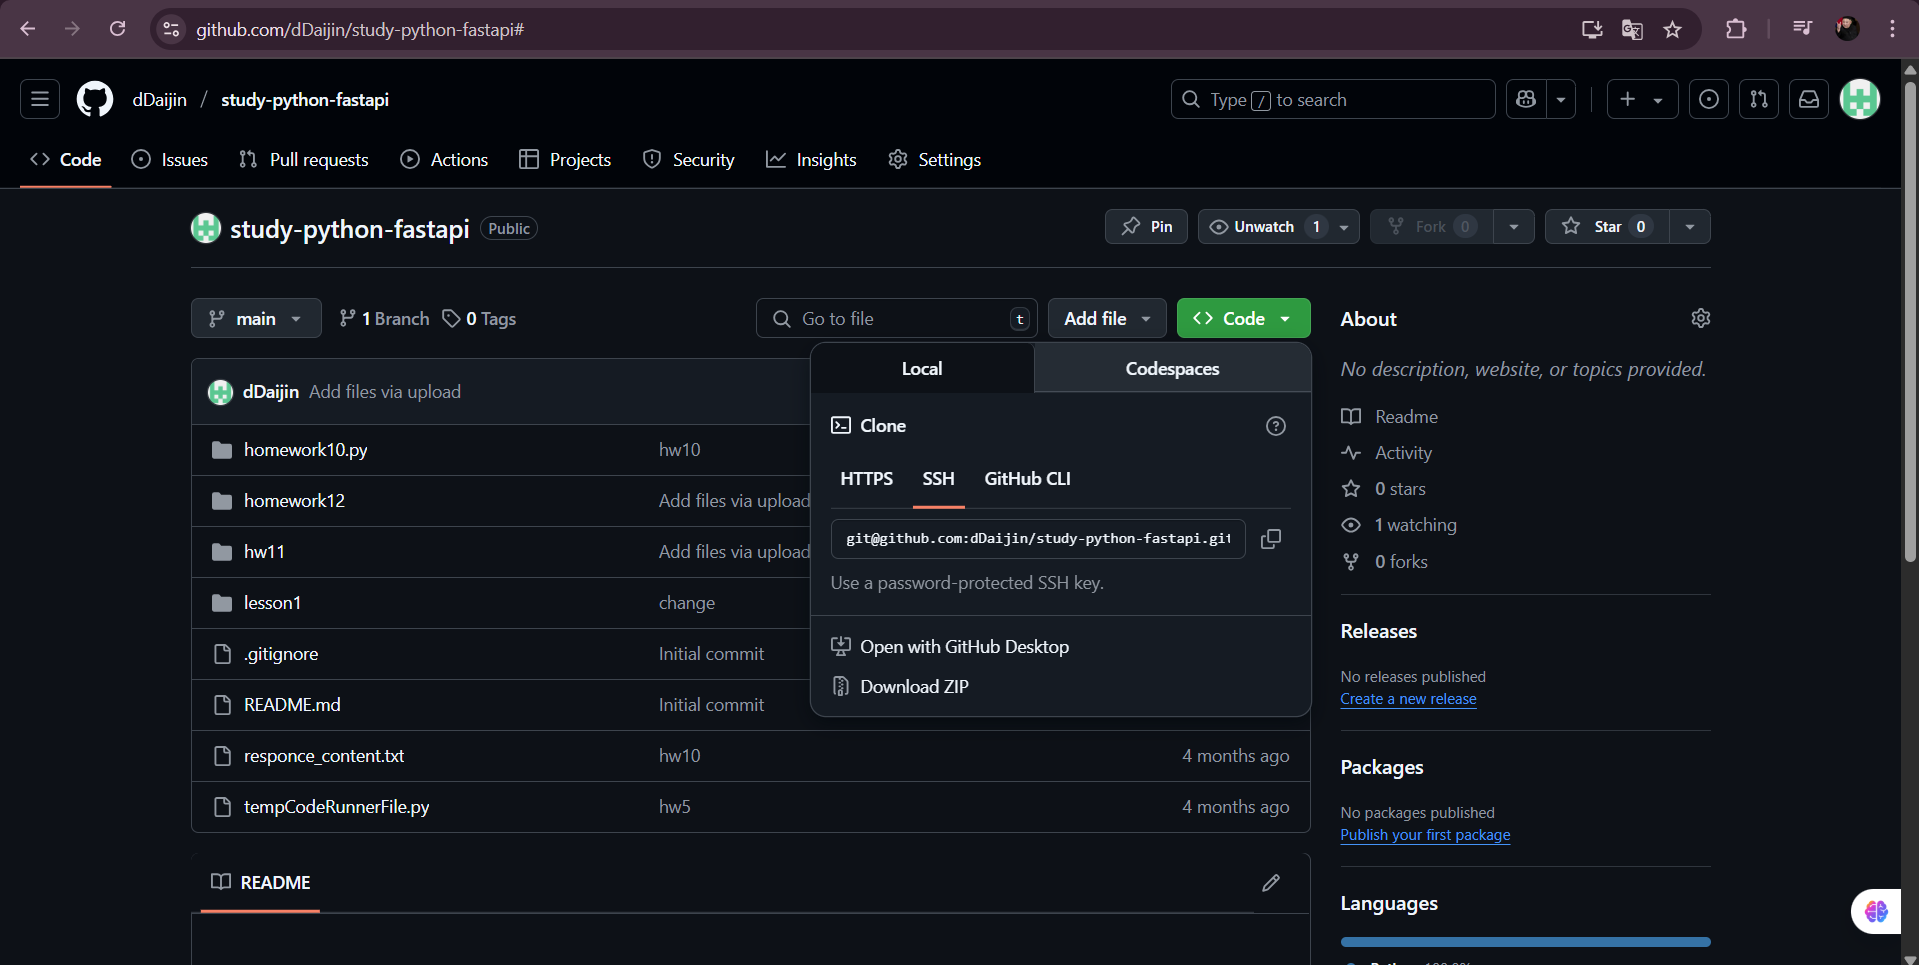 github.com/dDaijin/study-python-fastapi#
dDaijin / study-python-fastapi
Type / to search
Code Issues Pull requests Actions Projects Security Insights Settings
study-python-fastapi Public
Pin Unwatch 1 Fork 0 Star 0
main 1 Branch 0 Tags Go to file t Add file Code
Local Codespaces
dDaijin Add files via upload
Clone
homework10.py hw10
HTTPS SSH GitHub CLI
homework12 Add files via upload
git@github.com:dDaijin/study-python-fastapi.git
hw11 Add files via upload
Use a password-protected SSH key.
lesson1 change
Open with GitHub Desktop
.gitignore Initial commit
Download ZIP
README.md Initial commit
responce_content.txt hw10 4 months ago
tempCodeRunnerFile.py hw5 4 months ago
README
About
No description, website, or topics provided.
Readme
Activity
0 stars
1 watching
0 forks
Releases
No releases published
Create a new release
Packages
No packages published
Publish your first package
Languages